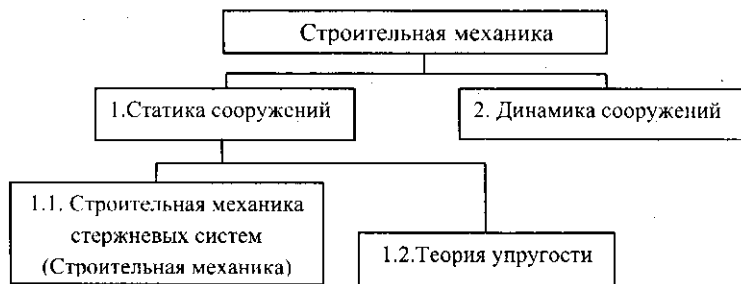 Строительная механика
1.Статика сооружений
2. Динамика сооружений
1.1. Строительная механика
стержневых систем
(Строительная механика)
1.2.Теория упругости